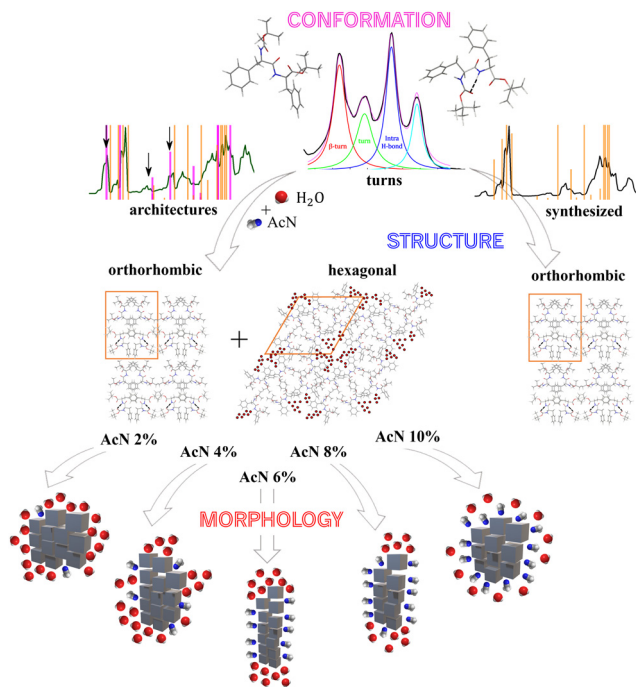 CONFORMATION
β-turn
turn
Intra
H-bond
turns
architectures
H₂O
+
AcN
synthesized
STRUCTURE
orthorhombic
hexagonal
orthorhombic
+
AcN 2%
AcN 4%
AcN 6%
AcN 8%
AcN 10%
MORPHOLOGY